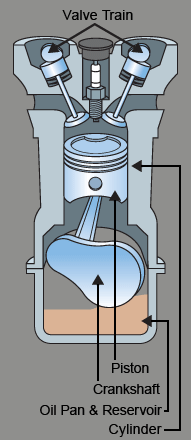 Valve Train
Piston
Crankshaft
Oil Pan & Reservoir
Cylinder